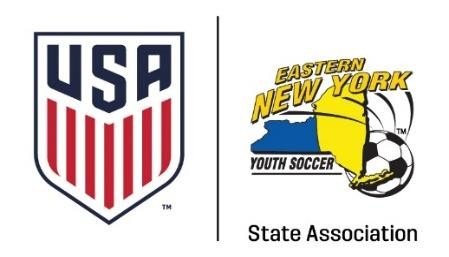 USA
TM
EASTERN
NEW YORK
TM
YOUTH SOCCER
State Association